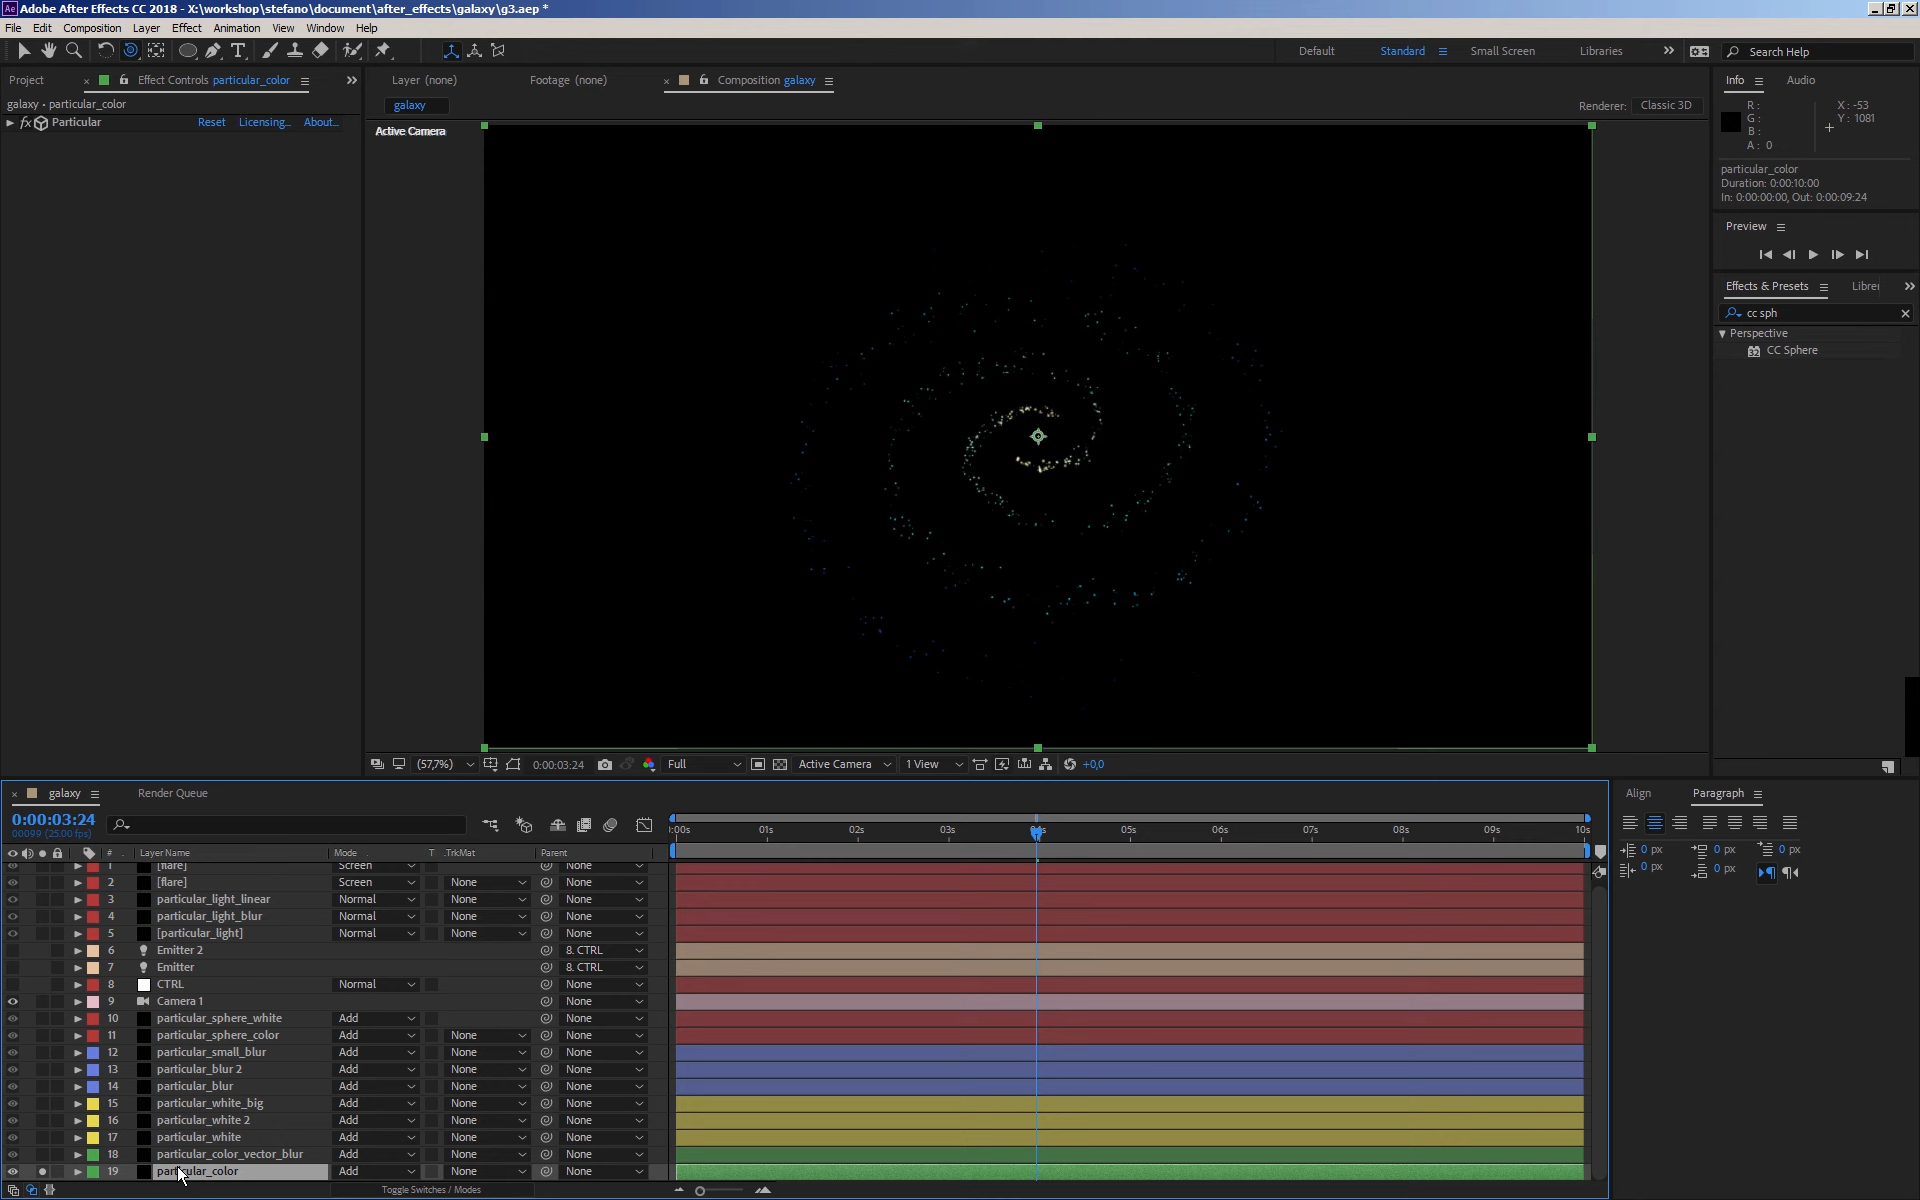 Adobe After Effects CC 2018 - X:\workshop\stefano\document\after_effects\galaxy\g3.aep *
File Edit Composition Layer Effect Animation View Window Help
Default Standard Small Screen Libraries Search Help
Project Effect Controls particular_color
Layer (none) Footage (none) Composition galaxy
Info Audio
galaxy • particular_color
galaxy
Renderer: Classic 3D
fx Particular Reset Licensing... About...
Active Camera
R :
G :
B :
A : 0
X : -53
Y : 1081
particular_color
Duration: 0:00:10:00
In: 0:00:00:00, Out: 0:00:09:24
Preview
Effects & Presets
cc sph
Perspective
CC Sphere
(57,7%) 0:00:03:24 Full Active Camera 1 View +0,0
galaxy Render Queue
Align Paragraph
0:00:03:24
00099 (25.00 fps)
01s 02s 03s 05s 06s 07s 08s 09s 10s
# Layer Name Mode T .TrkMat Parent
1 [flare] Screen None
2 [flare] Screen None None
3 particular_light_linear Normal None None
4 particular_light_blur Normal None None
5 [particular_light] Normal None None
6 Emitter 2 8. CTRL
7 Emitter 8. CTRL
8 CTRL Normal None
9 Camera 1 None
10 particular_sphere_white Add None
11 particular_sphere_color Add None None
12 particular_small_blur Add None None
13 particular_blur 2 Add None None
14 particular_blur Add None None
15 particular_white_big Add None None
16 particular_white 2 Add None None
17 particular_white Add None None
18 particular_color_vector_blur Add None None
19 particular_color Add None None
Toggle Switches / Modes
0 px 0 px 0 px
0 px 0 px